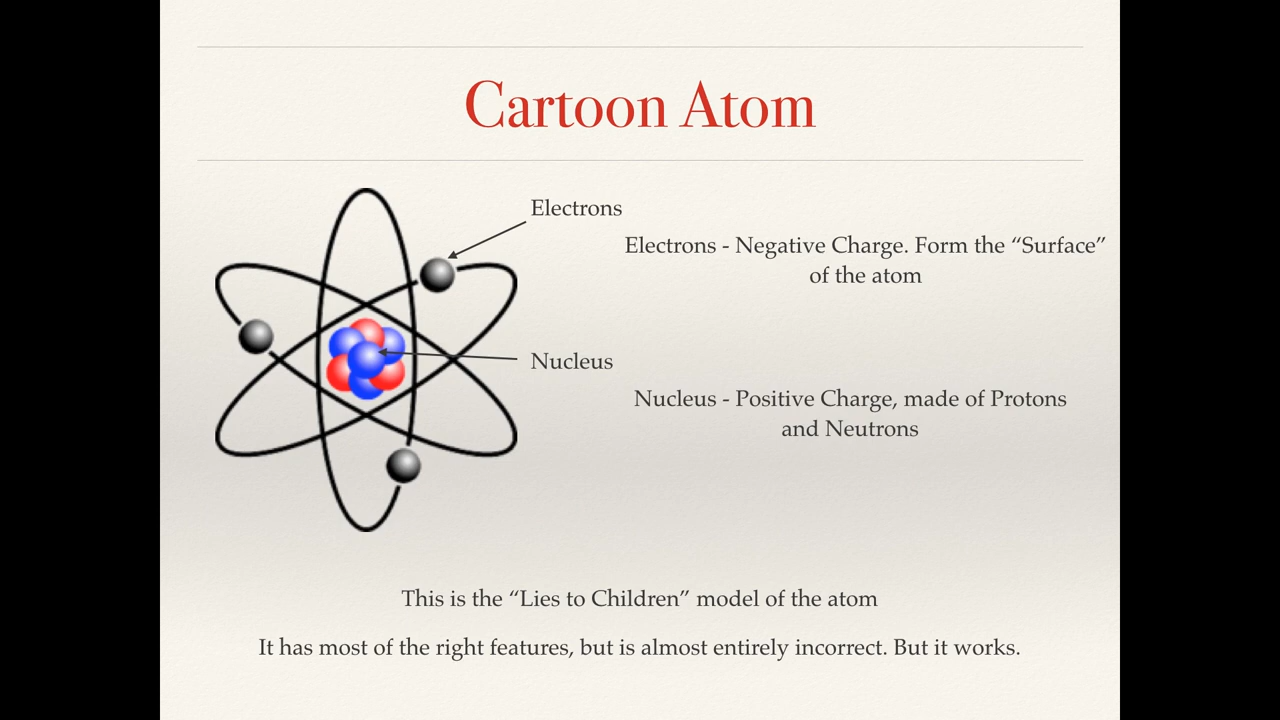 Cartoon Atom
Electrons
Electrons - Negative Charge. Form the “Surface”
of the atom
Nucleus
Nucleus - Positive Charge, made of Protons
and Neutrons
This is the “Lies to Children” model of the atom
It has most of the right features, but is almost entirely incorrect. But it works.